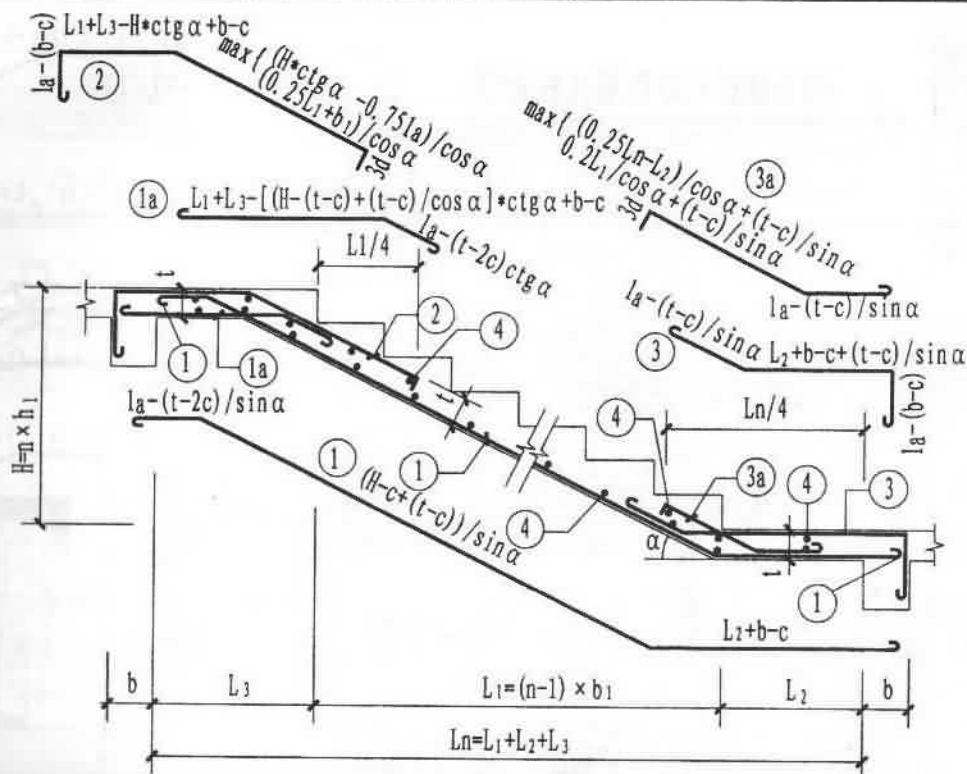 L₁+L₃-H*ctgα+b-c
la-(b-c)
②
max{ (H*ctgα -0,75la)/cosα
(0,25L₁+b₁)/cosα
3d
max{ (0,25Ln-L₂)/cosα+(t-c)/sinα
0,2L₁/cosα+(t-c)/sinα
3a
3d
1a
L₁+L₃-[(H-(t-c)+(t-c)/cosα]*ctgα+b-c
la-(t-2c)ctgα
la-(t-c)/sinα
L1/4
t
②
④
①
1a
la-(t-c)/sinα
③
L₂+b-c+(t-c)/sinα
la-(b-c)
la-(t-2c)/sinα
t
Ln/4
④
H=n×h₁
①
(H-c+(t-c))/sinα
①
④
3a
④
③
α
t
①
L₂+b-c
b
L₃
L₁=(n-1)×b₁
L₂
b
Ln=L₁+L₂+L₃